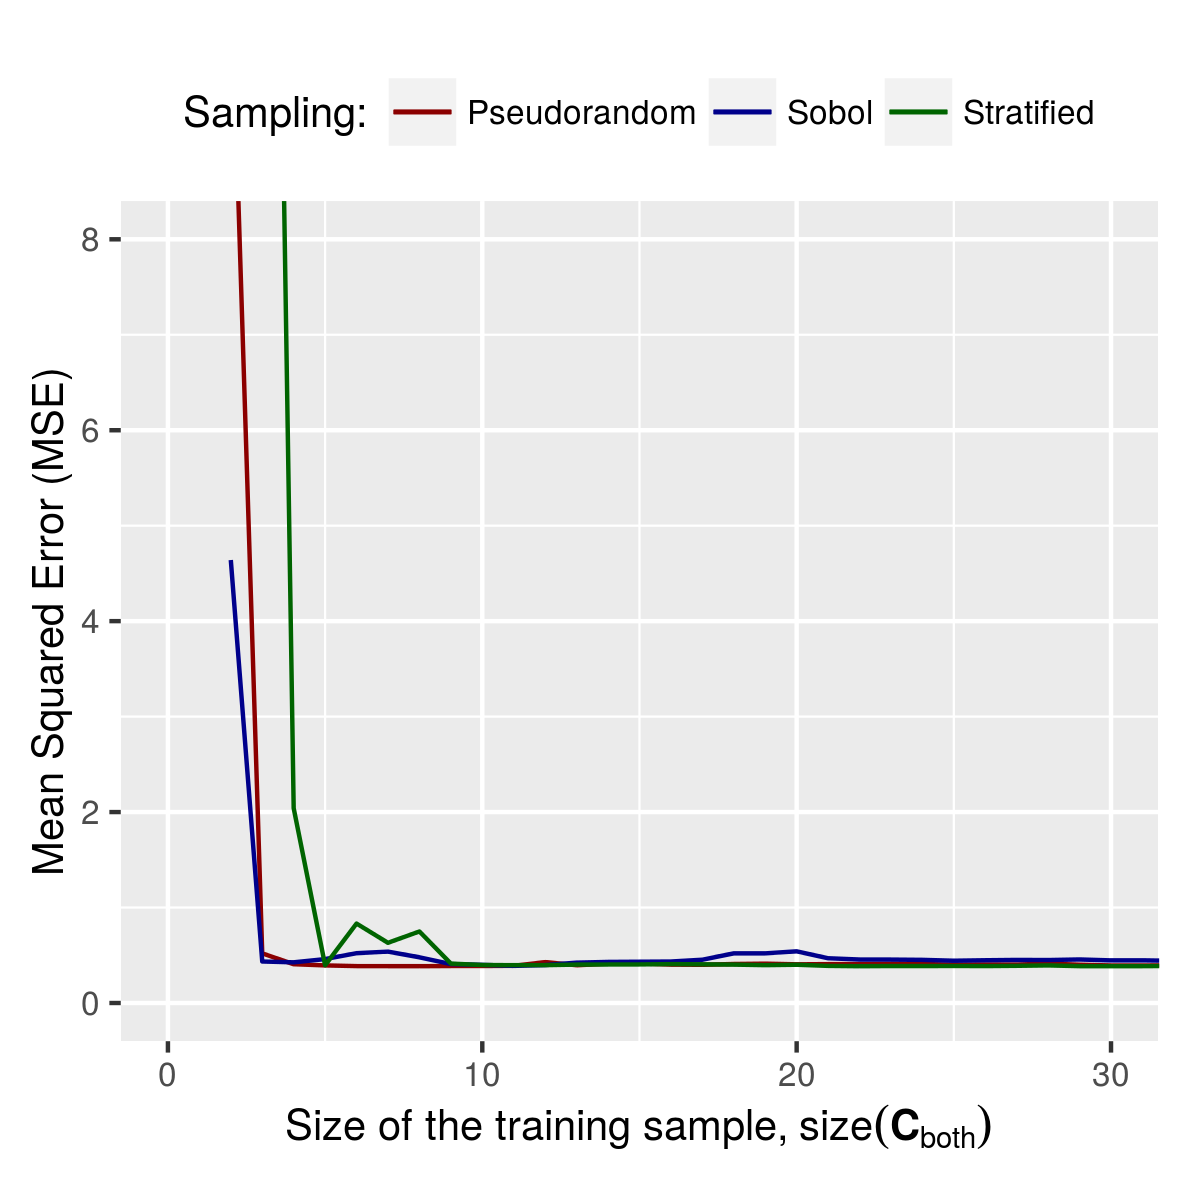 Sampling: Pseudorandom Sobol Stratified
8
6
4
2
0
Mean Squared Error (MSE)
0 10 20 30
Size of the training sample, size(C_both)